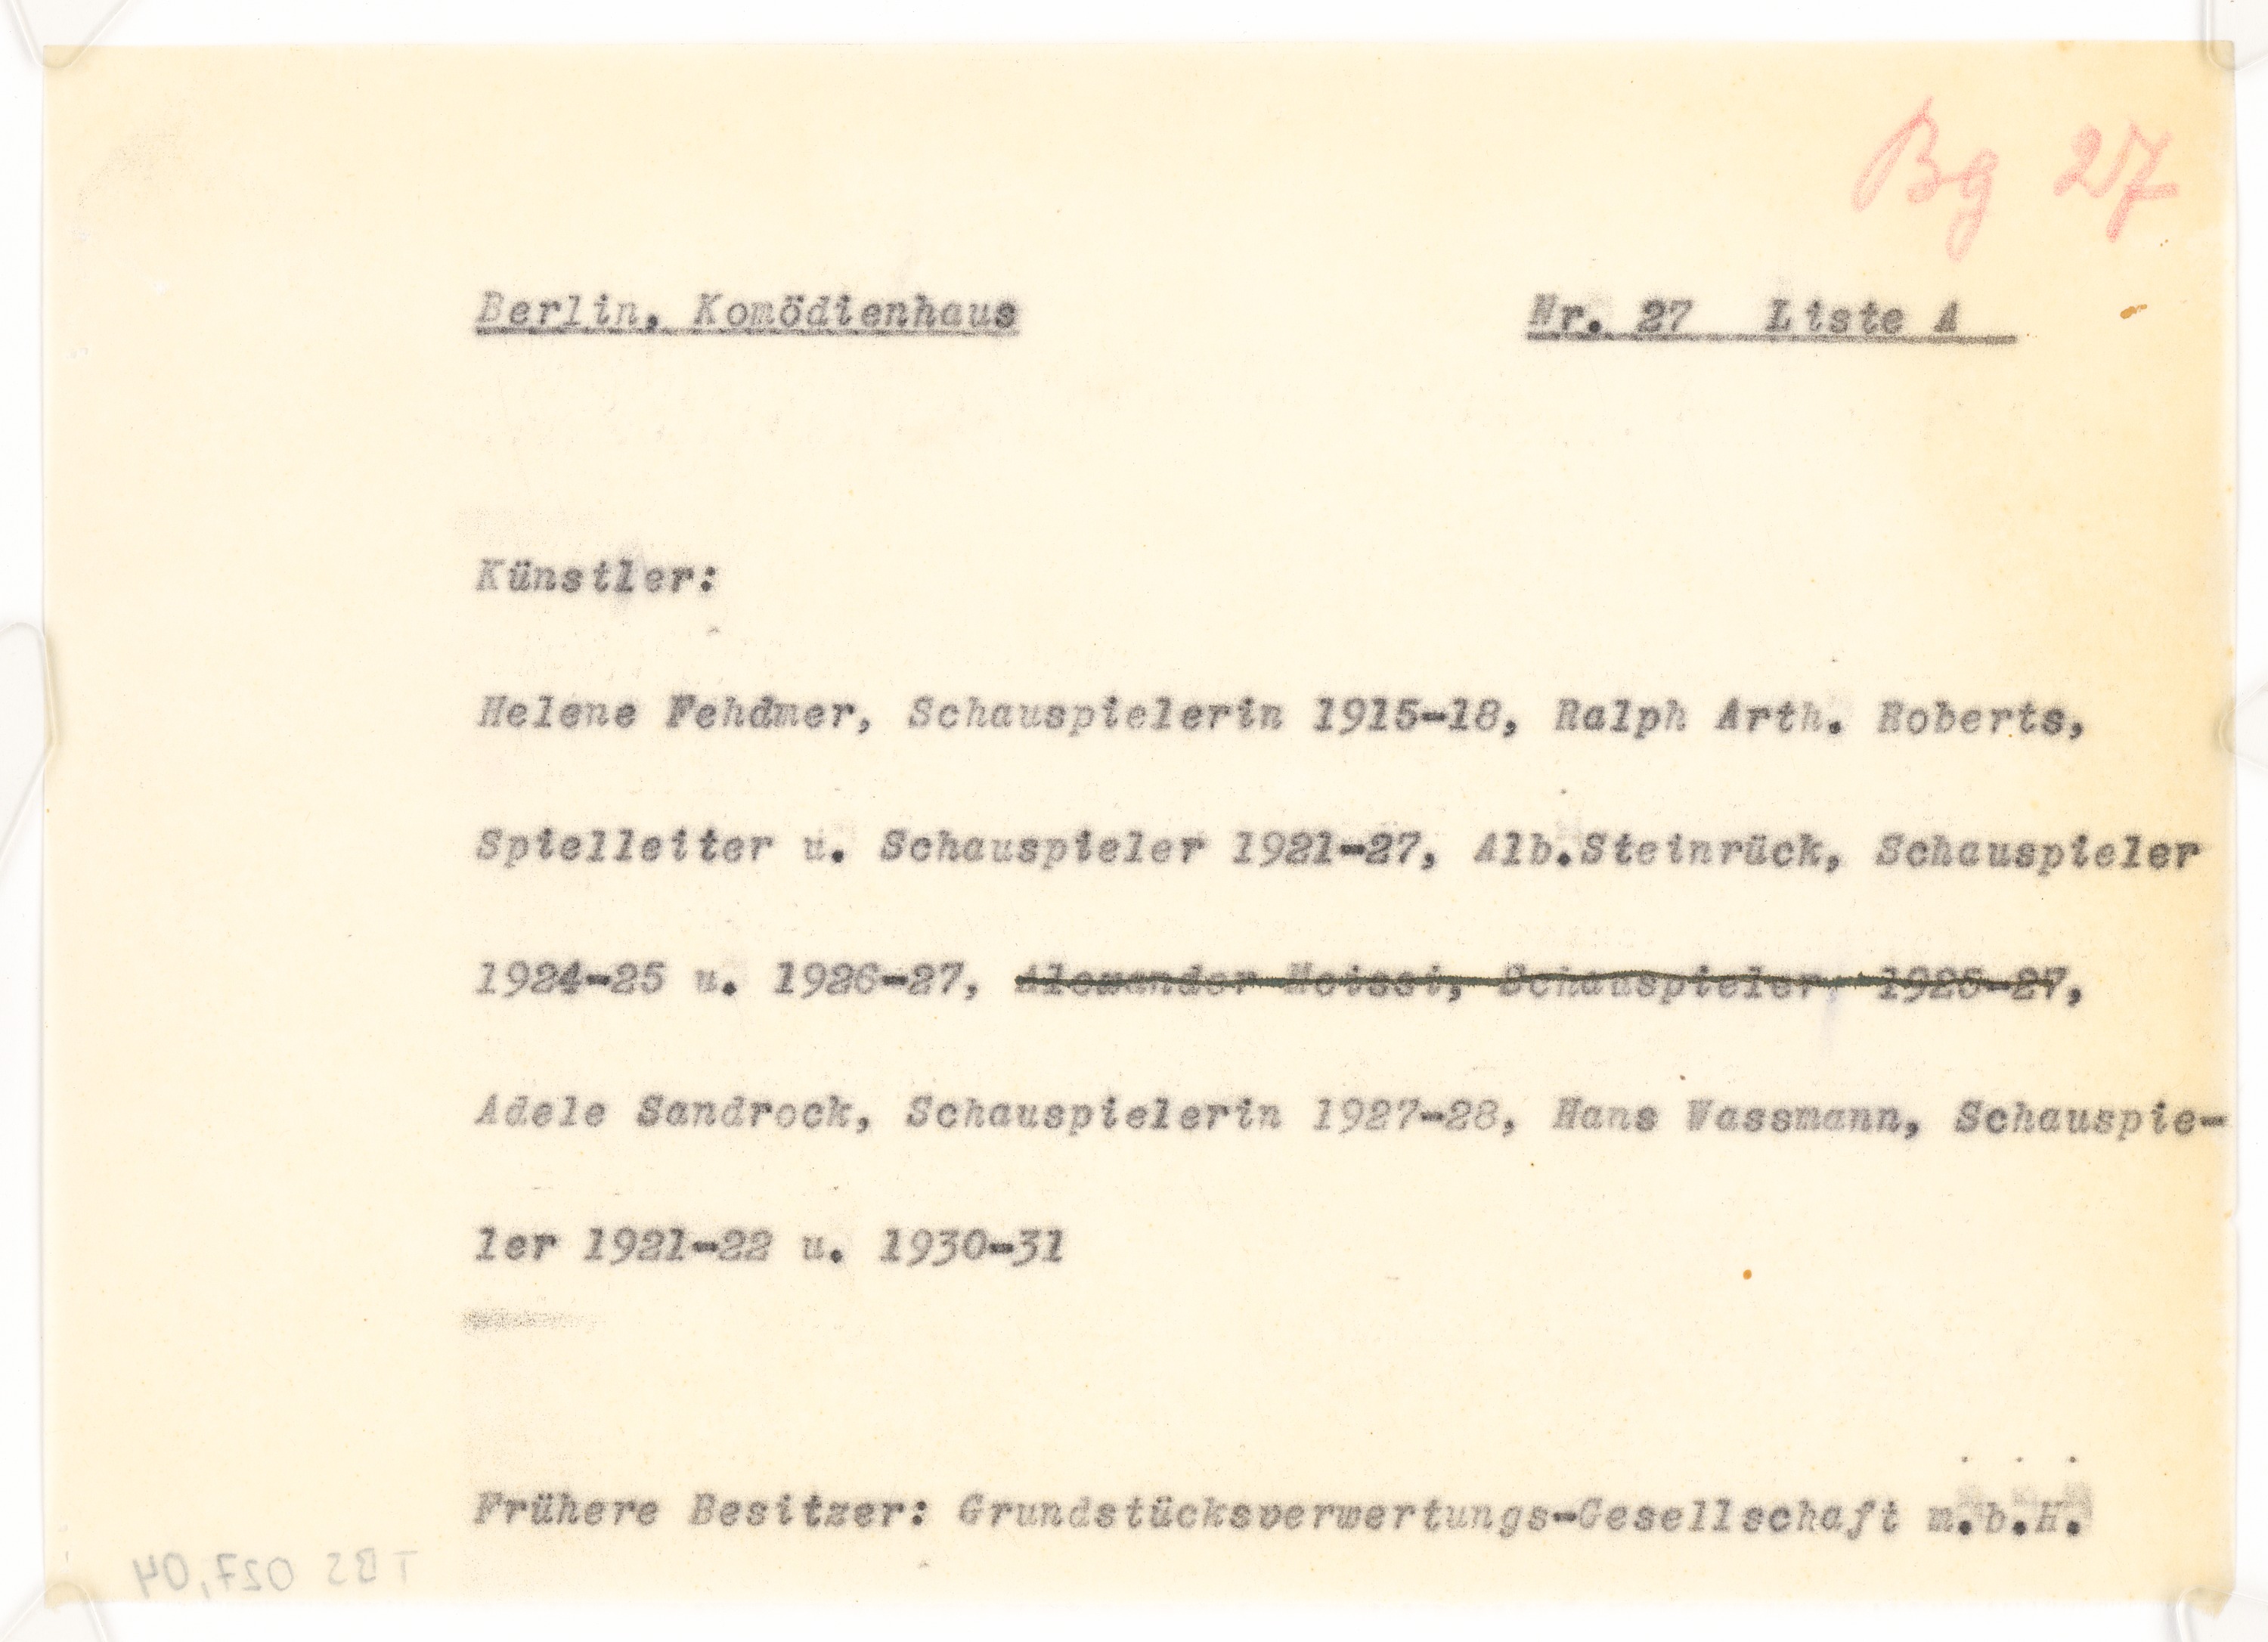 Bg 27
Berlin, Komödienhaus Nr. 27 Liste A
Künstler:
Helene Fehdmer, Schauspielerin 1915-18, Ralph Arth. Roberts,
Spielleiter u. Schauspieler 1921-27, Alb.Steinrück, Schauspieler
1924-25 u. 1926-27, Alexander Moissi, Schauspieler, 1925-27,
Adele Sandrock, Schauspielerin 1927-28, Hans Wassmann, Schauspie-
ler 1921-22 u. 1930-31
Frühere Besitzer: Grundstücksverwertungs-Gesellschaft m.b.H.
TBS 027,04